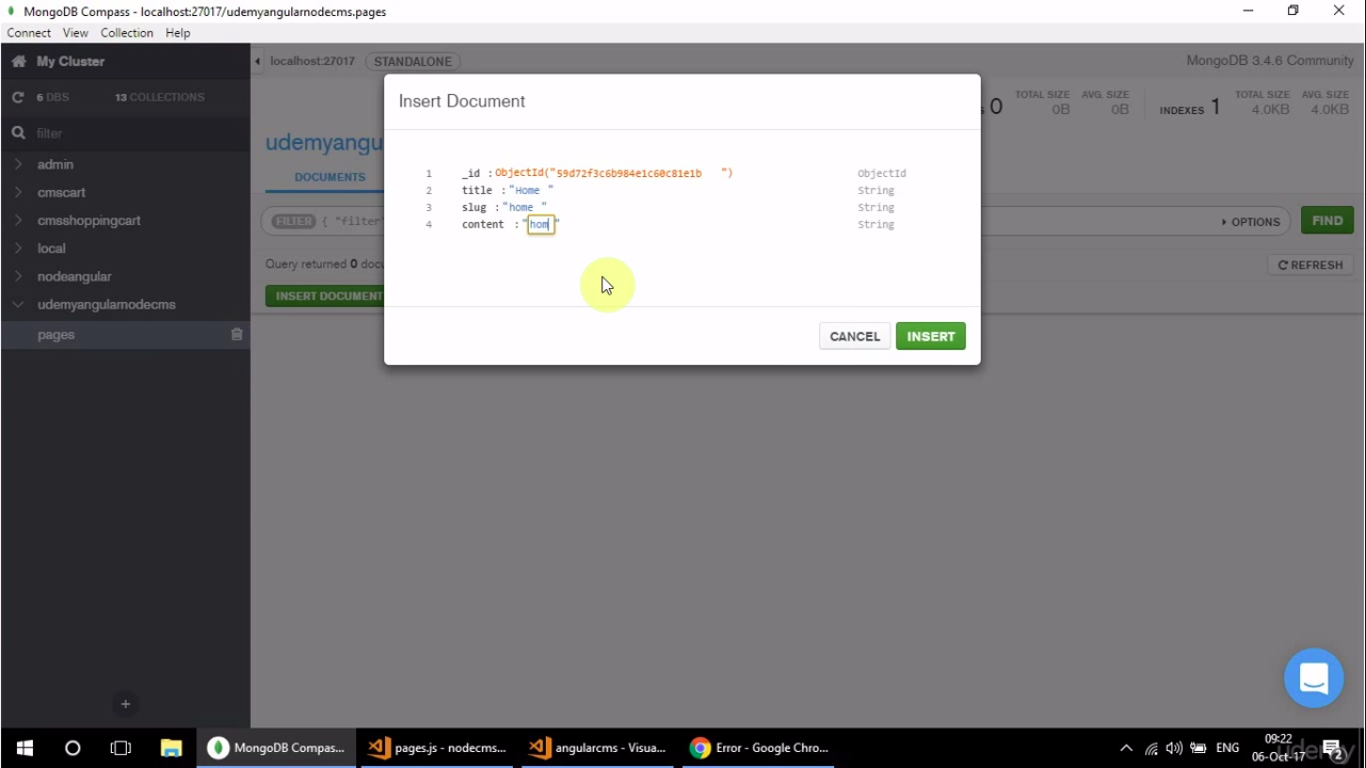 MongoDB Compass - localhost:27017/udemyangularnodecms.pages
Connect View Collection Help
My Cluster
localhost:27017 STANDALONE
MongoDB 3.4.6 Community
6 DBS 13 COLLECTIONS
filter
admin
cmscart
cmsshoppingcart
local
nodeangular
udemyangularnodecms
pages
udemyangu
0 TOTAL SIZE 0B AVG. SIZE 0B INDEXES 1 TOTAL SIZE 4.0KB AVG. SIZE 4.0KB
DOCUMENTS
FILTER { "filter" OPTIONS FIND
Query returned 0 docu
REFRESH
INSERT DOCUMENT
Insert Document
1 _id : ObjectId("59d72f3c6b984e1c60c81e1b ") ObjectId
2 title : "Home " String
3 slug : "home " String
4 content : "hom" String
CANCEL INSERT
+
MongoDB Compas... pages.js - nodecms... angularcms - Visua... Error - Google Chro...
ENG 09:22
06-Oct-17
2
udemy